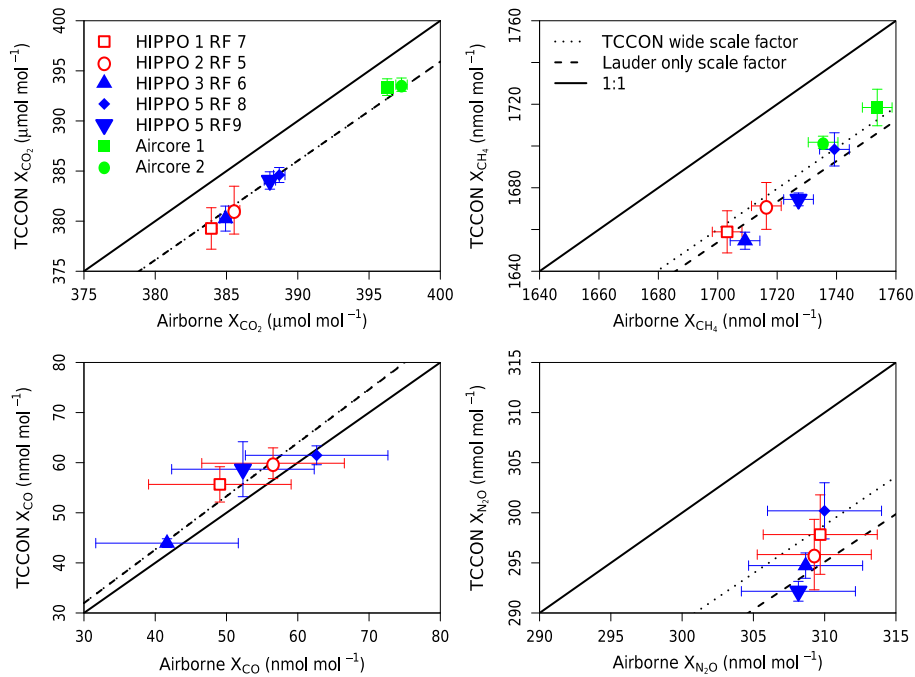 HIPPO 1 RF 7
HIPPO 2 RF 5
HIPPO 3 RF 6
HIPPO 5 RF 8
HIPPO 5 RF9
Aircore 1
Aircore 2
TCCON X_CO₂ (μmol mol⁻¹)
375 380 385 390 395 400
375 380 385 390 395 400
Airborne X_CO₂ (μmol mol⁻¹)
TCCON wide scale factor
Lauder only scale factor
1:1
TCCON X_CH₄ (nmol mol⁻¹)
1640 1680 1720 1760
1640 1660 1680 1700 1720 1740 1760
Airborne X_CH₄ (nmol mol⁻¹)
TCCON X_CO (nmol mol⁻¹)
30 40 50 60 70 80
30 40 50 60 70 80
Airborne X_CO (nmol mol⁻¹)
TCCON X_N₂O (nmol mol⁻¹)
290 295 300 305 310 315
290 295 300 305 310 315
Airborne X_N₂O (nmol mol⁻¹)